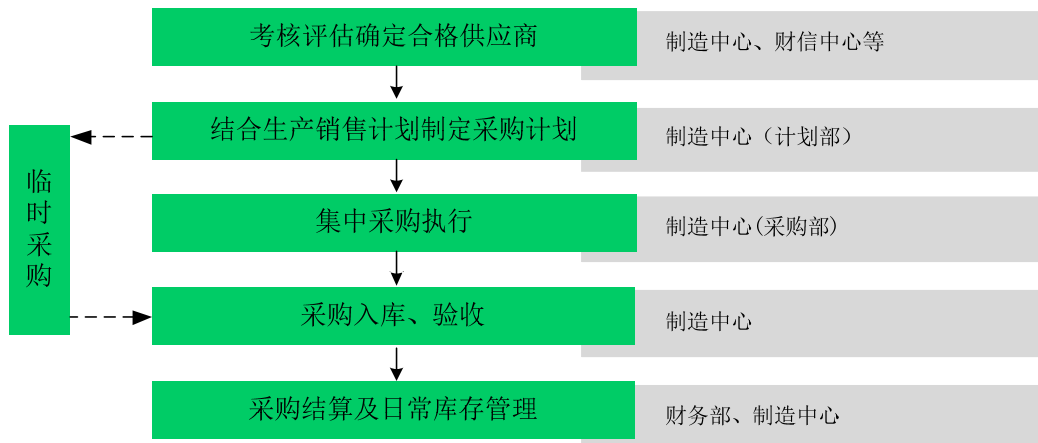 考核评估确定合格供应商
制造中心、财信中心等
结合生产销售计划制定采购计划
制造中心（计划部）
临时采购
集中采购执行
制造中心(采购部)
采购入库、验收
制造中心
采购结算及日常库存管理
财务部、制造中心